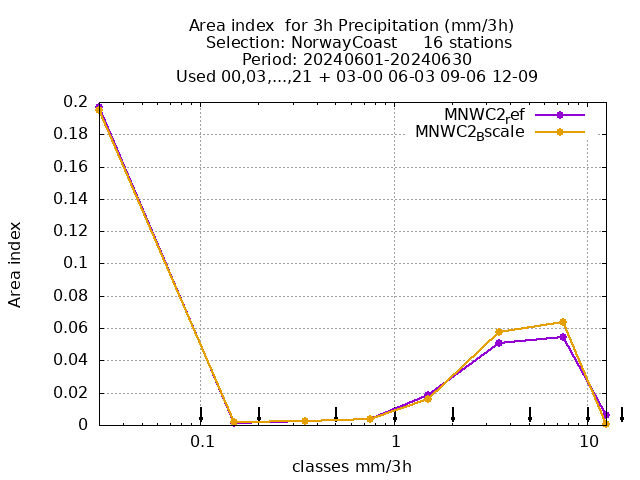 Area index  for 3h Precipitation (mm/3h)
Selection: NorwayCoast     16 stations
Period: 20240601-20240630
Used 00,03,...,21 + 03-00 06-03 09-06 12-09
MNWC2ref
MNWC2Bscale
0.2
0.18
0.16
0.14
0.12
0.1
0.08
0.06
0.04
0.02
0
Area index
0.1 1 10
classes mm/3h